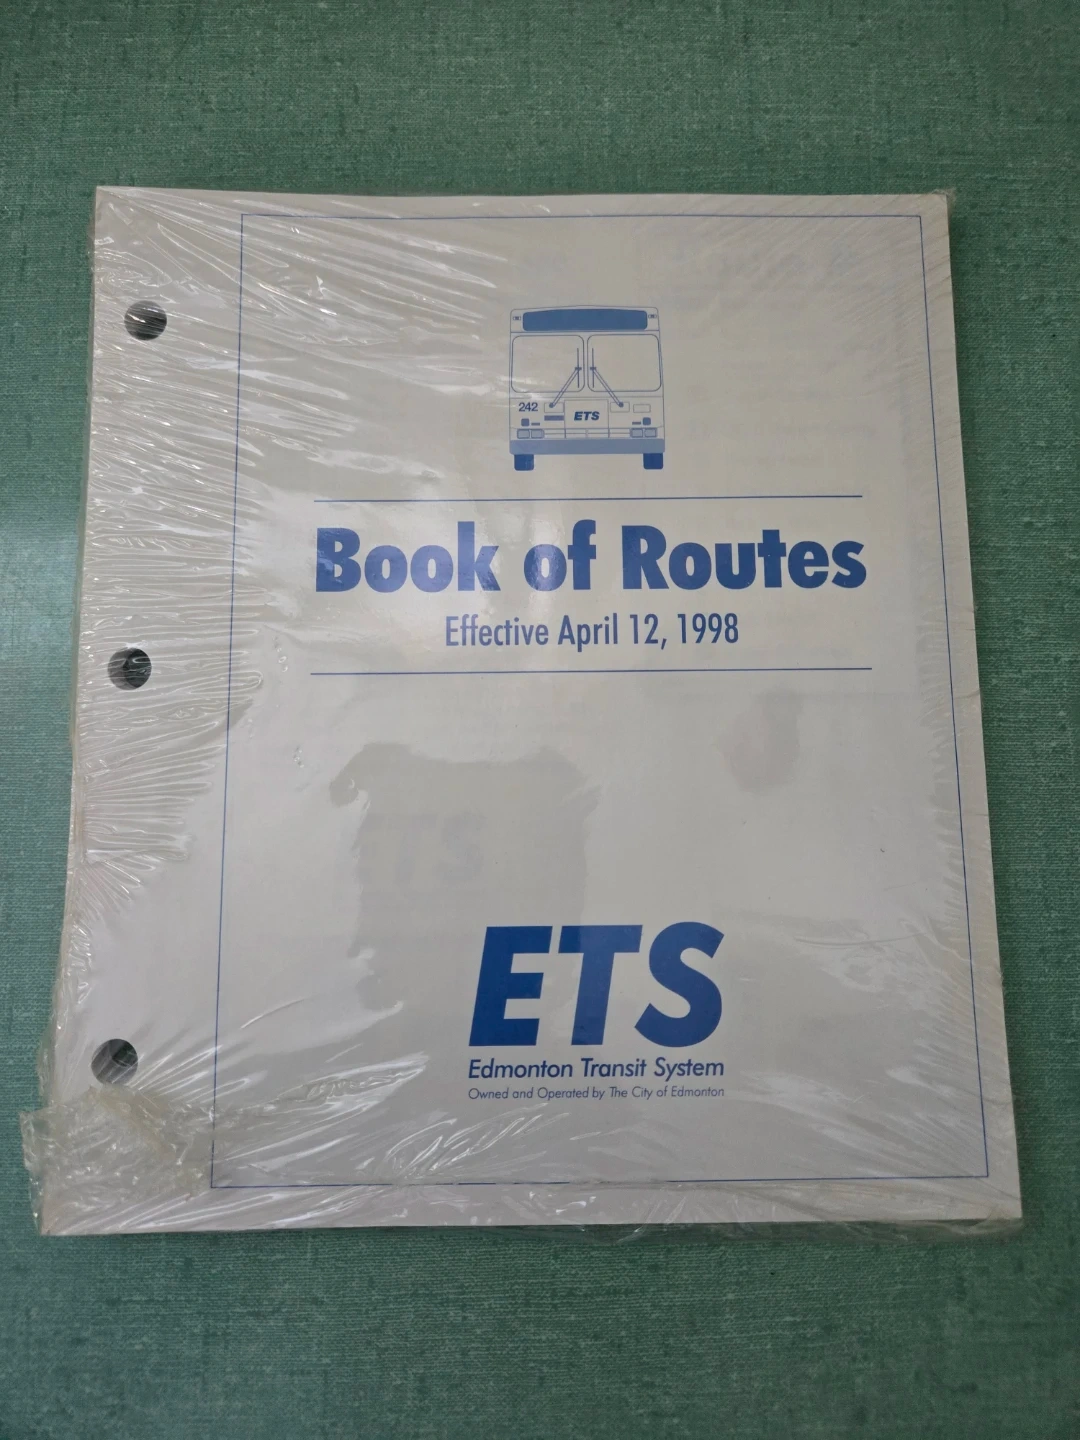 242
ETS
Book of Routes
Effective April 12, 1998
ETS
Edmonton Transit System
Owned and Operated by The City of Edmonton